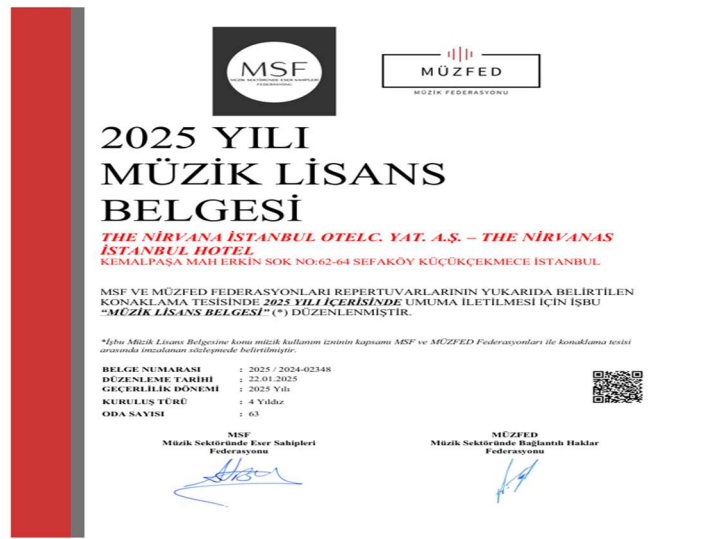 MSF
MÜZİK SEKTÖRÜNDE ESER SAHİPLERİ
FEDERASYONU
MÜZFED
MÜZİK FEDERASYONU
2025 YILI
MÜZİK LİSANS
BELGESİ
THE NİRVANA İSTANBUL OTELC. YAT. A.Ş. – THE NİRVANAS
İSTANBUL HOTEL
KEMALPAŞA MAH ERKİN SOK NO:62-64 SEFAKÖY KÜÇÜKÇEKMECE İSTANBUL
MSF VE MÜZFED FEDERASYONLARI REPERTUVARLARININ YUKARIDA BELİRTİLEN
KONAKLAMA TESİSİNDE 2025 YILI İÇERİSİNDE UMUMA İLETİLMESİ İÇİN İŞBU
“MÜZİK LİSANS BELGESİ” (*) DÜZENLENMİŞTİR.
*İşbu Müzik Lisans Belgesine konu müzik kullanım izninin kapsamı MSF ve MÜZFED Federasyonları ile konaklama tesisi
arasında imzalanan sözleşmede belirtilmiştir.
BELGE NUMARASI : 2025 / 2024-02348
DÜZENLEME TARİHİ : 22.01.2025
GEÇERLİLİK DÖNEMİ : 2025 Yılı
KURULUŞ TÜRÜ : 4 Yıldız
ODA SAYISI : 63
MSF
Müzik Sektöründe Eser Sahipleri
Federasyonu
MÜZFED
Müzik Sektöründe Bağlantılı Haklar
Federasyonu